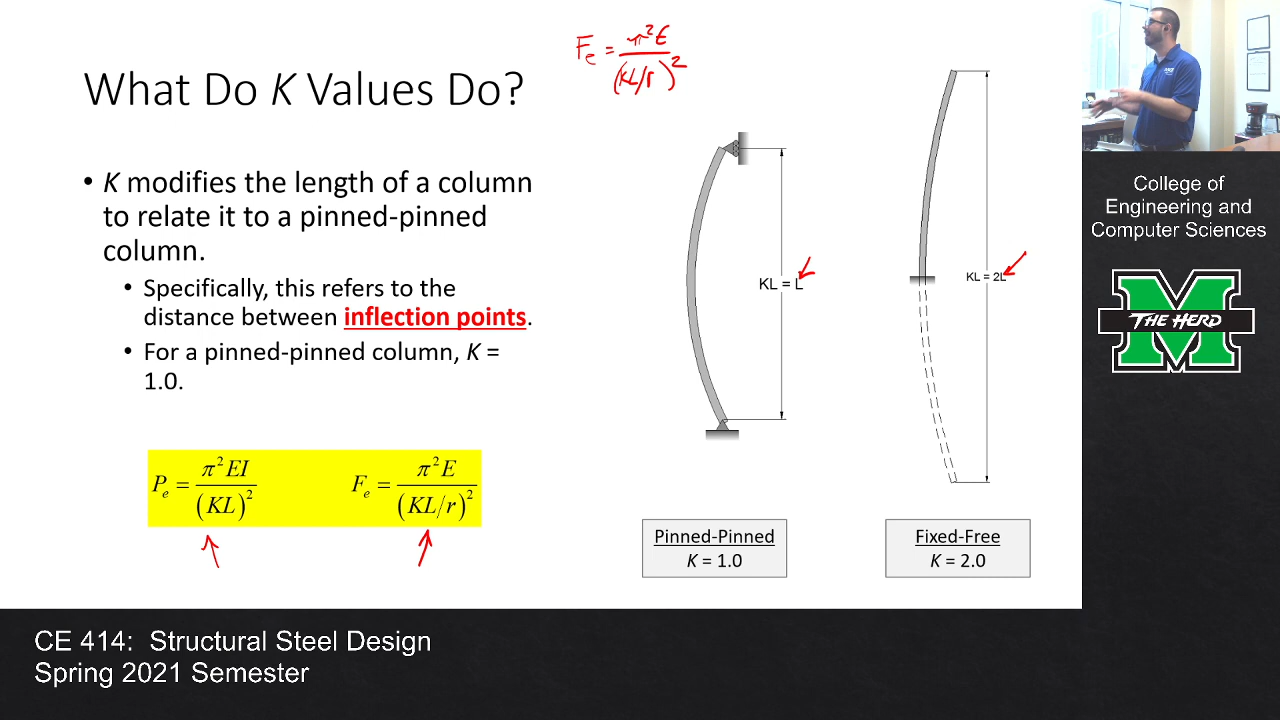 What Do K Values Do?
F_e = π²E / (KL/r)²
• K modifies the length of a column
to relate it to a pinned-pinned
column.
• Specifically, this refers to the
distance between inflection points.
• For a pinned-pinned column, K =
1.0.
P_e = π²EI / (KL)²
F_e = π²E / (KL/r)²
KL = L
KL = 2L
Pinned-Pinned
K = 1.0
Fixed-Free
K = 2.0
College of
Engineering and
Computer Sciences
THE HERD
CE 414: Structural Steel Design
Spring 2021 Semester